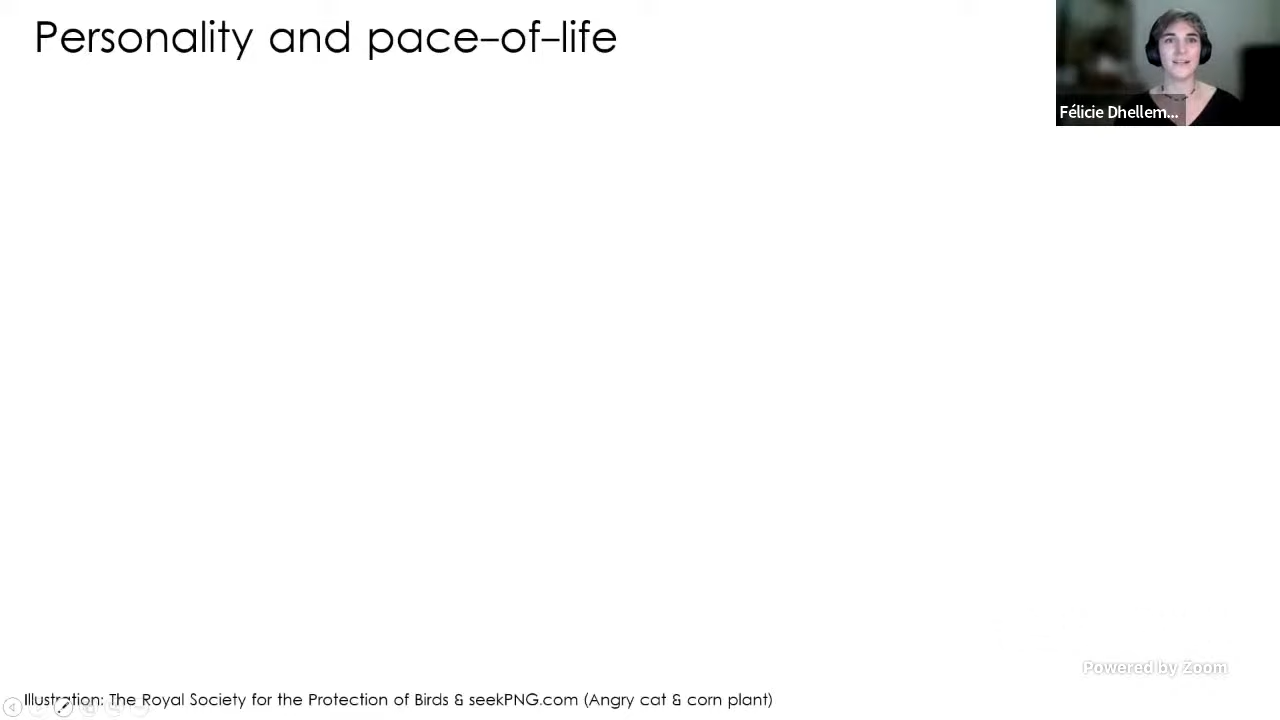 Personality and pace-of-life
Félicie Dhellem...
Powered by Zoom
Illustration: The Royal Society for the Protection of Birds & seekPNG.com (Angry cat & corn plant)